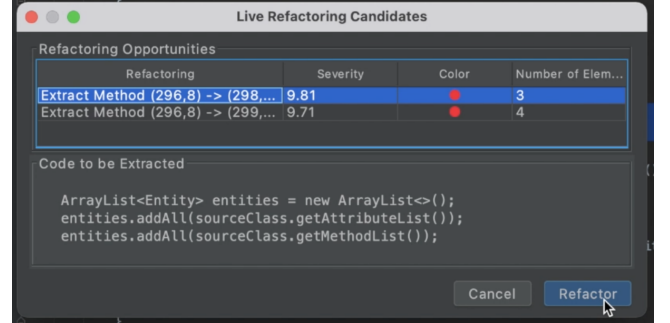 Live Refactoring Candidates
Refactoring Opportunities
Refactoring Severity Color Number of Elem...
Extract Method (296,8) -> (298,... 9.81 3
Extract Method (296,8) -> (299,... 9.71 4
Code to be Extracted
ArrayList<Entity> entities = new ArrayList<>();
entities.addAll(sourceClass.getAttributeList());
entities.addAll(sourceClass.getMethodList());
Cancel Refactor